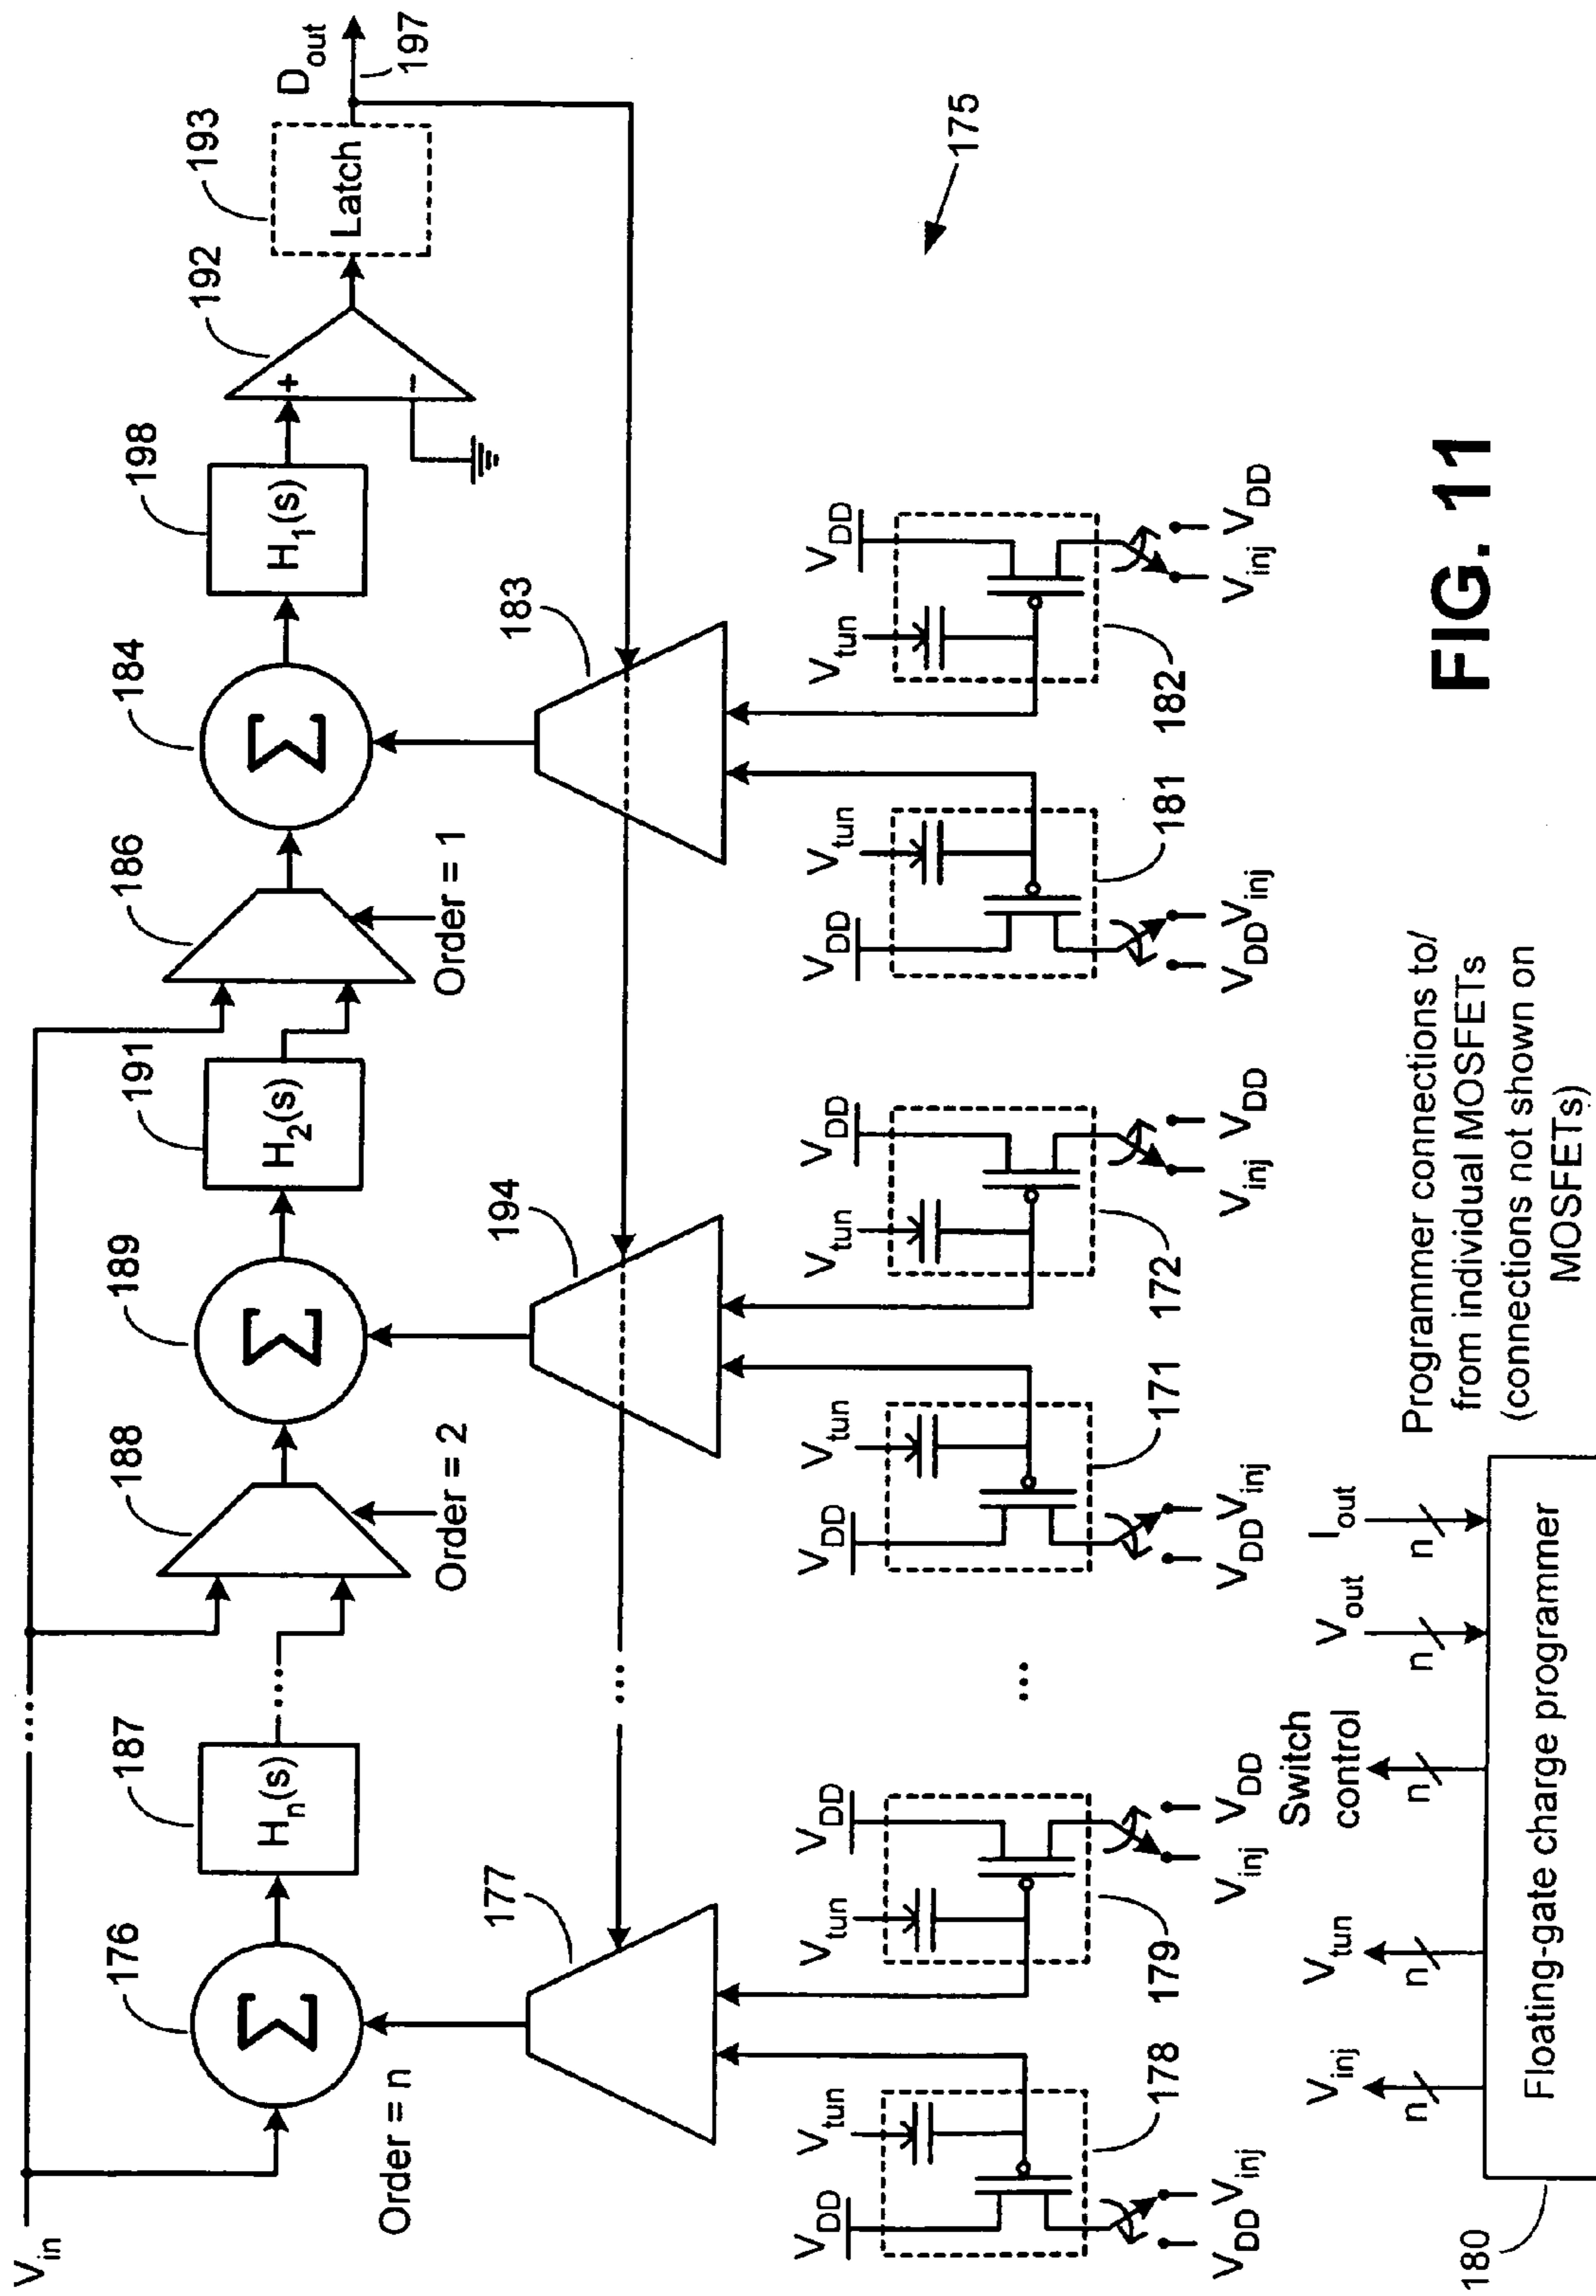 V_in
176
187
188
189
191
186
184
198
192
193
D_out
197
Σ
H_n(s)
Σ
H_2(s)
Σ
H_1(s)
+
-
Latch
Order = n
Order = 2
Order = 1
177
194
183
175
...
...
...
V_DD
V_tun
V_tun
V_DD
V_DD
V_tun
V_tun
V_DD
V_DD
V_tun
V_tun
V_DD
...
178
179
171
172
181
182
V_DD V_inj
V_inj V_DD
V_DD V_inj
V_inj V_DD
V_DD V_inj
V_inj V_DD
V_inj
V_tun
Switch
control
V_out
I_out
n
n
n
n
n
180
Floating-gate charge programmer
Programmer connections to/
from individual MOSFETs
(connections not shown on
MOSFETs)
FIG. 11